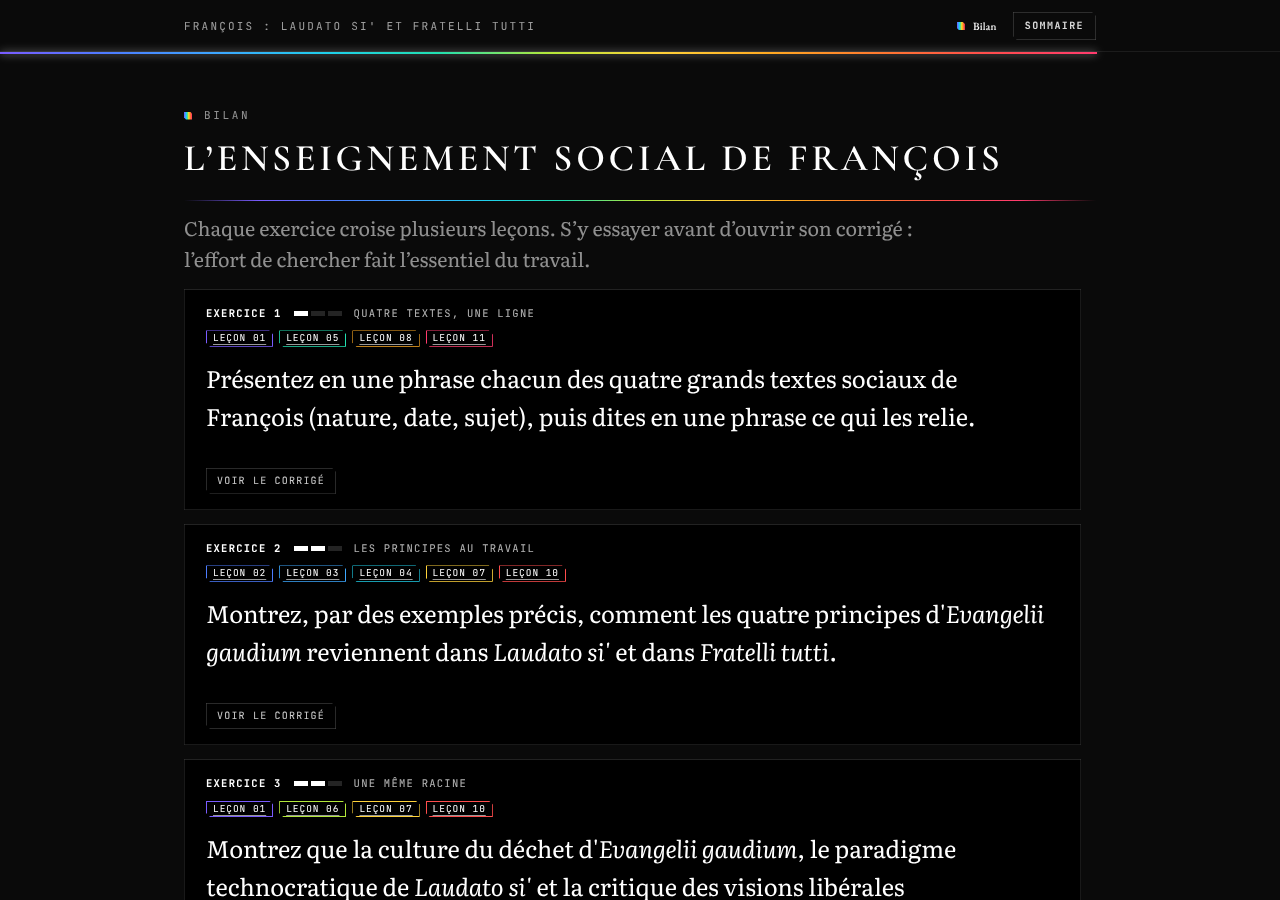 FRANÇOIS : LAUDATO SI' ET FRATELLI TUTTI
Bilan
SOMMAIRE
BILAN
L’ENSEIGNEMENT SOCIAL DE FRANÇOIS
Chaque exercice croise plusieurs leçons. S’y essayer avant d’ouvrir son corrigé :
l’effort de chercher fait l’essentiel du travail.
EXERCICE 1 QUATRE TEXTES, UNE LIGNE
LEÇON 01 LEÇON 05 LEÇON 08 LEÇON 11
Présentez en une phrase chacun des quatre grands textes sociaux de
François (nature, date, sujet), puis dites en une phrase ce qui les relie.
VOIR LE CORRIGÉ
EXERCICE 2 LES PRINCIPES AU TRAVAIL
LEÇON 02 LEÇON 03 LEÇON 04 LEÇON 07 LEÇON 10
Montrez, par des exemples précis, comment les quatre principes d'Evangelii
gaudium reviennent dans Laudato si' et dans Fratelli tutti.
VOIR LE CORRIGÉ
EXERCICE 3 UNE MÊME RACINE
LEÇON 01 LEÇON 06 LEÇON 07 LEÇON 10
Montrez que la culture du déchet d'Evangelii gaudium, le paradigme
technocratique de Laudato si' et la critique des visions libérales